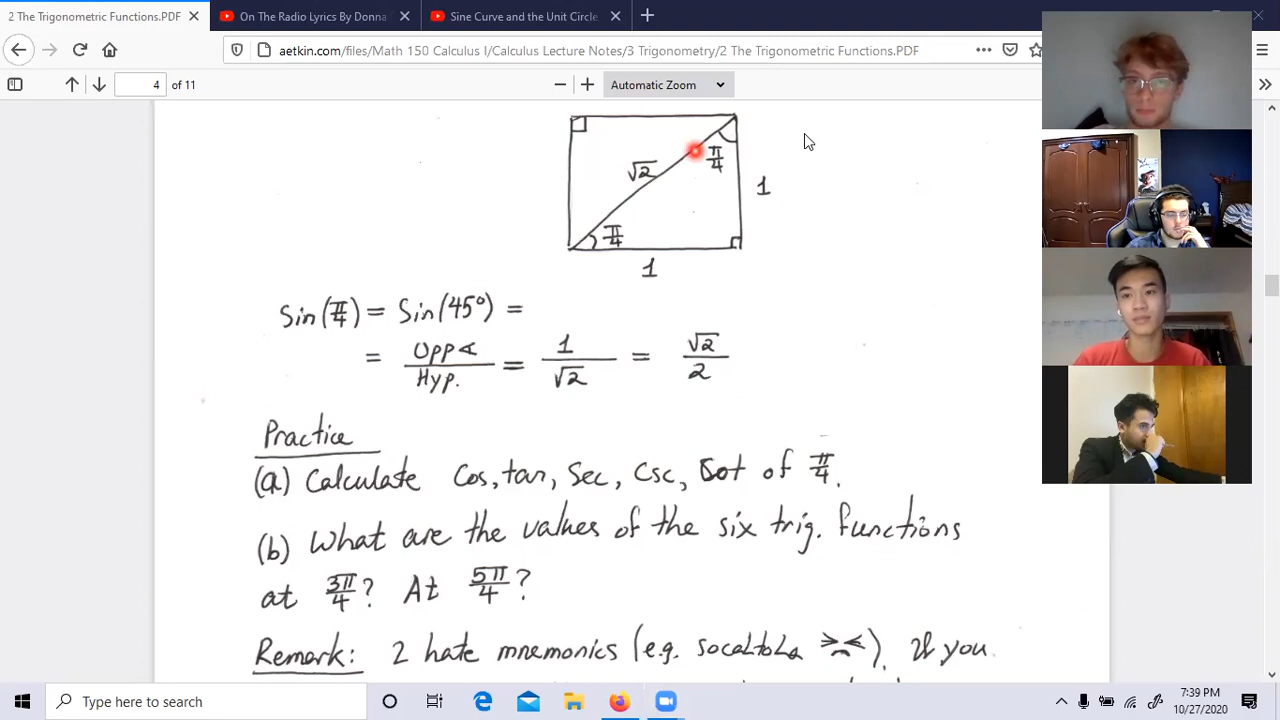 2 The Trigonometric Functions.PDF
On The Radio Lyrics By Donna
Sine Curve and the Unit Circle.
aetkin.com/files/Math 150 Calculus I/Calculus Lecture Notes/3 Trigonometry/2 The Trigonometric Functions.PDF
4 of 11
Automatic Zoom
√2 π/4
1
π/4
1
Sin(π/4) = Sin(45°) =
= Opp∢/Hyp. = 1/√2 = √2/2
Practice
(a) Calculate Cos, tan, Sec, Csc, Cot of π/4.
(b) What are the values of the six trig. functions
at 3π/4? At 5π/4?
Remark: I hate mnemonics (e.g. socahtoha ><). If you
Type here to search
7:39 PM
10/27/2020